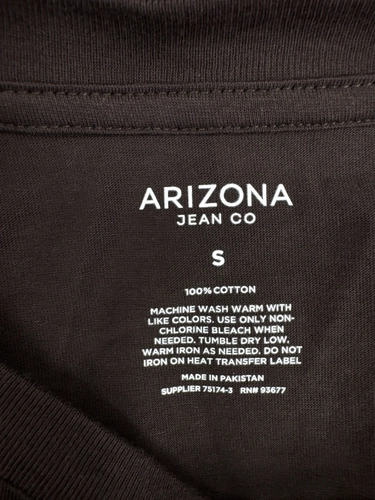 ARIZONA
JEAN CO
S
100% COTTON
MACHINE WASH WARM WITH
LIKE COLORS. USE ONLY NON-
CHLORINE BLEACH WHEN
NEEDED. TUMBLE DRY LOW,
WARM IRON AS NEEDED. DO NOT
IRON ON HEAT TRANSFER LABEL
MADE IN PAKISTAN
SUPPLIER 75174-3 RN# 93677